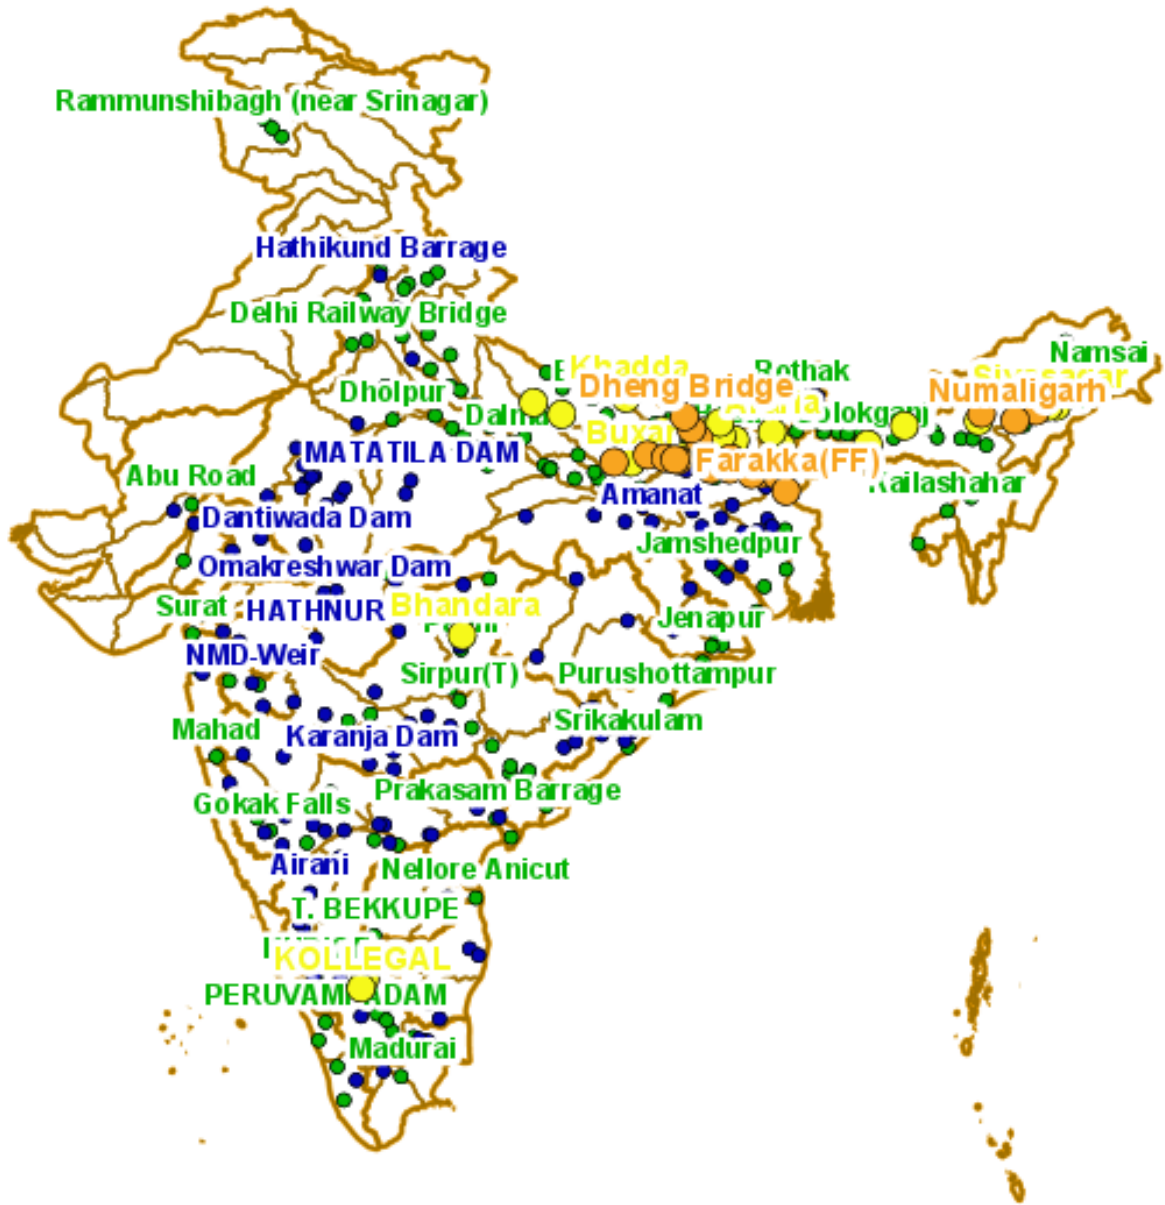 Rammunshibagh (near Srinagar)
Hathikund Barrage
Delhi Railway Bridge
Namsai
Khadda
Rothak
Dheng Bridge
Numaligarh
Dholpur
Buxar
MATATILA DAM
Farakka(FF)
Abu Road
Kailashahar
Amanat
Dantiwada Dam
Jamshedpur
Omakreshwar Dam
Surat
HATHNUR
Bhandara
Jenapur
NMD-Weir
Sirpur(T)
Purushottampur
Mahad
Srikakulam
Karanja Dam
Prakasam Barrage
Gokak Falls
Airani
Nellore Anicut
T. BEKKUPE
KOLLEGAL
Madurai